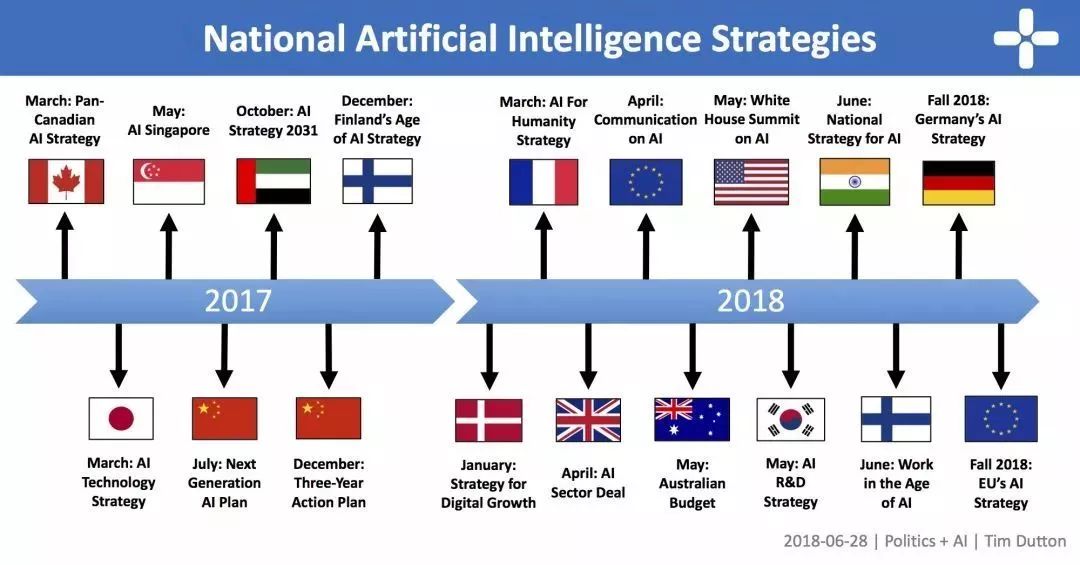 National Artificial Intelligence Strategies
March: Pan-
Canadian
AI Strategy
May:
AI Singapore
October: AI
Strategy 2031
December:
Finland's Age
of AI Strategy
March: AI For
Humanity
Strategy
April:
Communication
on AI
May: White
House Summit
on AI
June:
National
Strategy for AI
Fall 2018:
Germany's AI
Strategy
2017
2018
March: AI
Technology
Strategy
July: Next
Generation
AI Plan
December:
Three-Year
Action Plan
January:
Strategy for
Digital Growth
April: AI
Sector Deal
May:
Australian
Budget
May: AI
R&D
Strategy
June: Work
in the Age
of AI
Fall 2018:
EU's AI
Strategy
2018-06-28 | Politics + AI | Tim Dutton